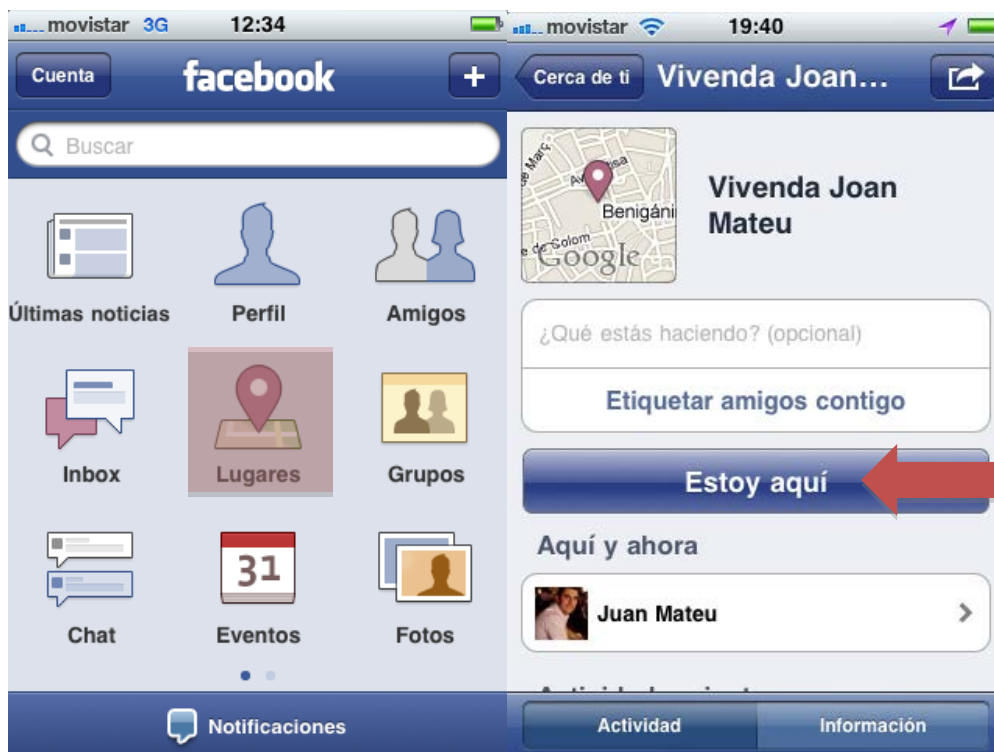 movistar 3G 12:34
Cuenta facebook +
Buscar
Últimas noticias Perfil Amigos
Inbox Lugares Grupos
31
Chat Eventos Fotos
Notificaciones
movistar 19:40
Cerca de ti Vivenda Joan...
Benigáni
de Colom
Google
Vivenda Joan
Mateu
¿Qué estás haciendo? (opcional)
Etiquetar amigos contigo
Estoy aquí
Aquí y ahora
Juan Mateu
Actividad Información